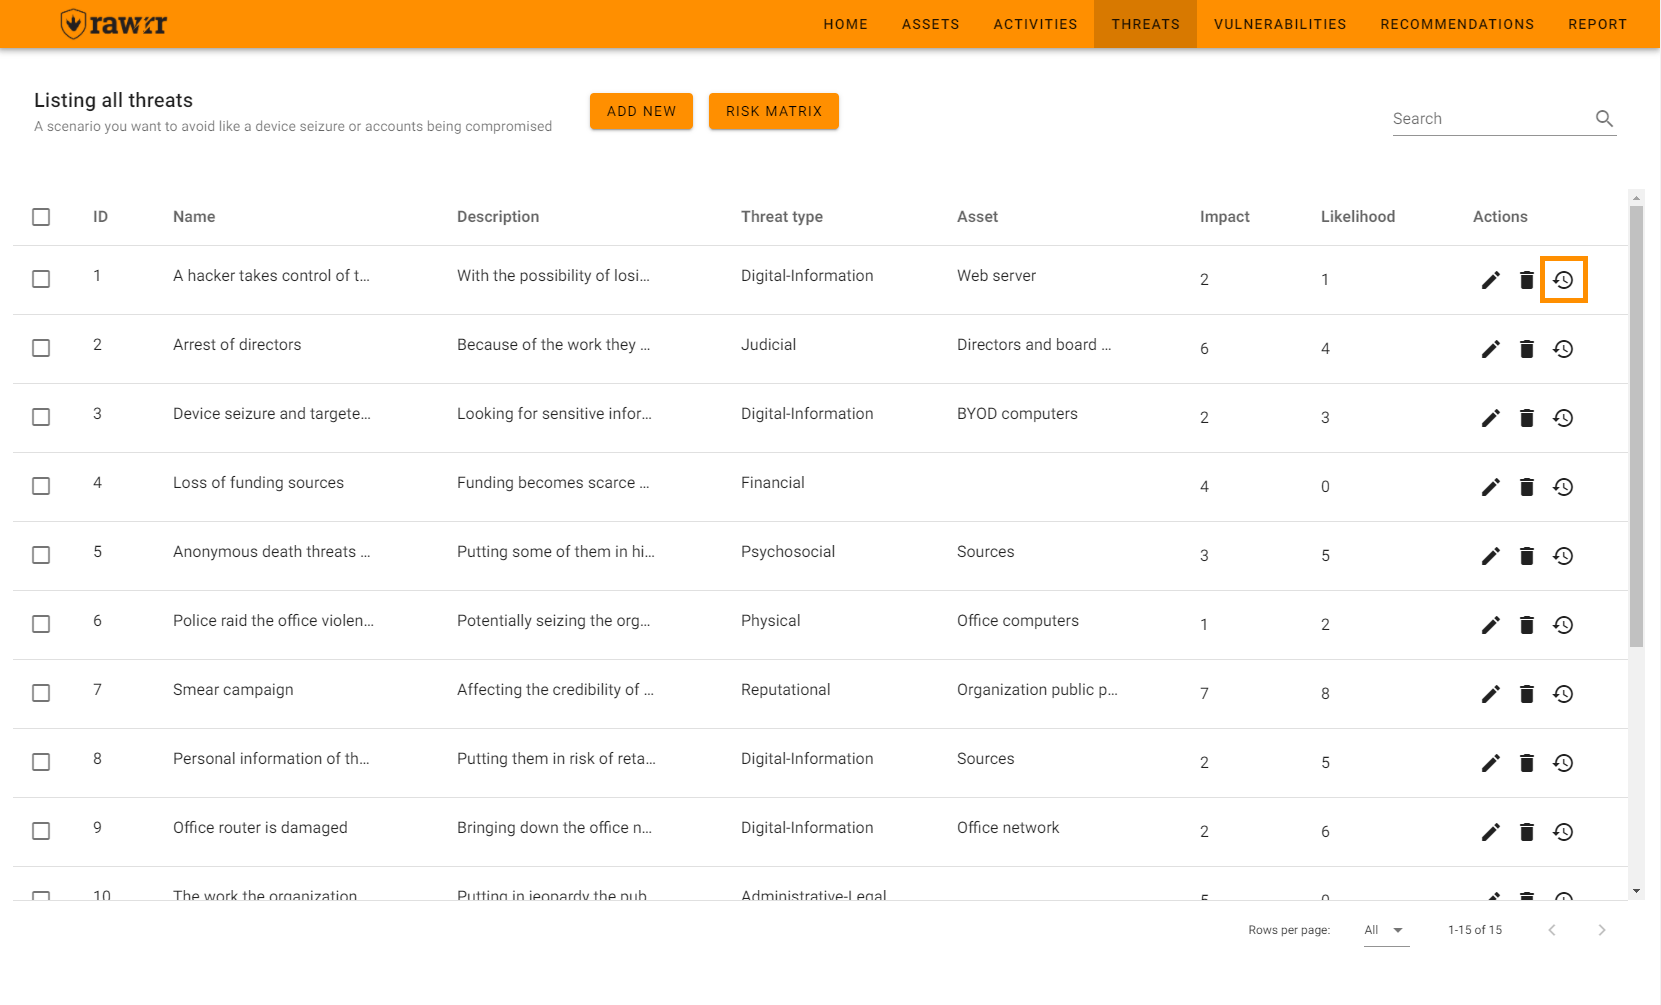 rawrr
HOME ASSETS ACTIVITIES THREATS VULNERABILITIES RECOMMENDATIONS REPORT
Listing all threats
A scenario you want to avoid like a device seizure or accounts being compromised
ADD NEW RISK MATRIX
Search
ID Name Description Threat type Asset Impact Likelihood Actions
1 A hacker takes control of t... With the possibility of losi... Digital-Information Web server 2 1
2 Arrest of directors Because of the work they ... Judicial Directors and board ... 6 4
3 Device seizure and targete... Looking for sensitive infor... Digital-Information BYOD computers 2 3
4 Loss of funding sources Funding becomes scarce ... Financial 4 0
5 Anonymous death threats ... Putting some of them in hi... Psychosocial Sources 3 5
6 Police raid the office violen... Potentially seizing the org... Physical Office computers 1 2
7 Smear campaign Affecting the credibility of ... Reputational Organization public p... 7 8
8 Personal information of th... Putting them in risk of reta... Digital-Information Sources 2 5
9 Office router is damaged Bringing down the office n... Digital-Information Office network 2 6
10 The work the organization Putting in jeopardy the pub Administrative-Legal 5
Rows per page: All 1-15 of 15